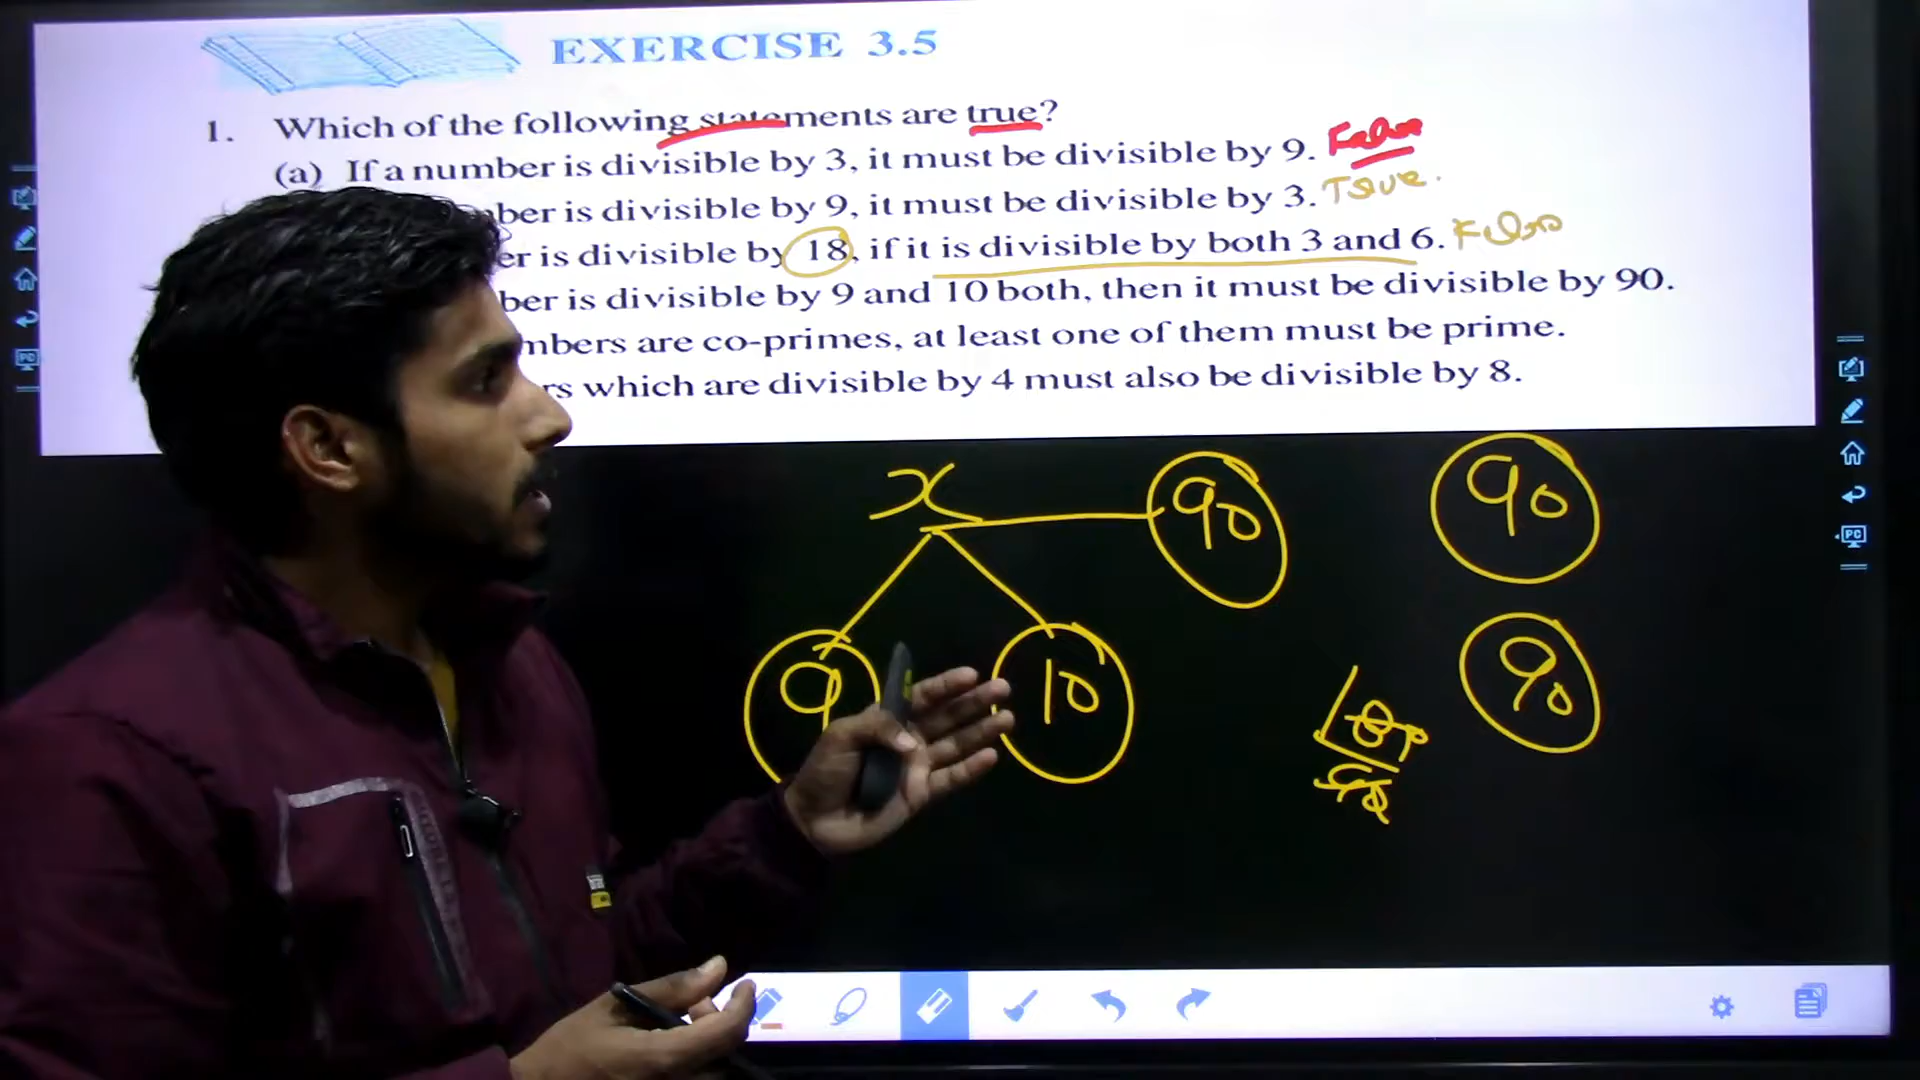 EXERCISE 3.5
1. Which of the following statements are true?
(a) If a number is divisible by 3, it must be divisible by 9. False
ber is divisible by 9, it must be divisible by 3. True.
er is divisible by 18, if it is divisible by both 3 and 6. False
ber is divisible by 9 and 10 both, then it must be divisible by 90.
mbers are co-primes, at least one of them must be prime.
rs which are divisible by 4 must also be divisible by 8.
x 90 90
9 10 90
PC
PC